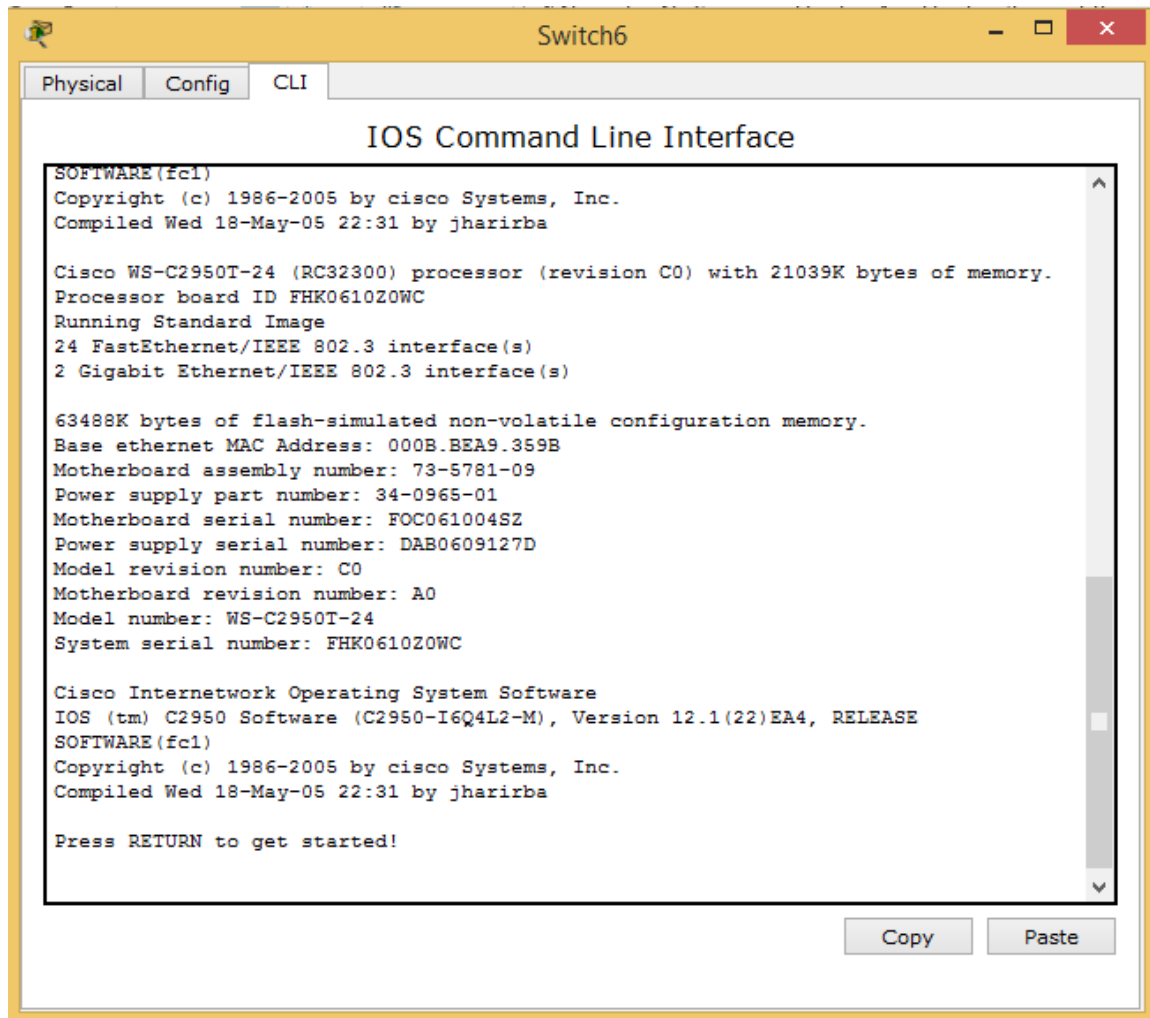 Switch6
Physical Config CLI
IOS Command Line Interface
SOFTWARE(fc1)
Copyright (c) 1986-2005 by cisco Systems, Inc.
Compiled Wed 18-May-05 22:31 by jharirba
Cisco WS-C2950T-24 (RC32300) processor (revision C0) with 21039K bytes of memory.
Processor board ID FHK0610Z0WC
Running Standard Image
24 FastEthernet/IEEE 802.3 interface(s)
2 Gigabit Ethernet/IEEE 802.3 interface(s)
63488K bytes of flash-simulated non-volatile configuration memory.
Base ethernet MAC Address: 000B.BEA9.359B
Motherboard assembly number: 73-5781-09
Power supply part number: 34-0965-01
Motherboard serial number: FOC061004SZ
Power supply serial number: DAB0609127D
Model revision number: C0
Motherboard revision number: A0
Model number: WS-C2950T-24
System serial number: FHK0610Z0WC
Cisco Internetwork Operating System Software
IOS (tm) C2950 Software (C2950-I6Q4L2-M), Version 12.1(22)EA4, RELEASE
SOFTWARE(fc1)
Copyright (c) 1986-2005 by cisco Systems, Inc.
Compiled Wed 18-May-05 22:31 by jharirba
Press RETURN to get started!
Copy Paste